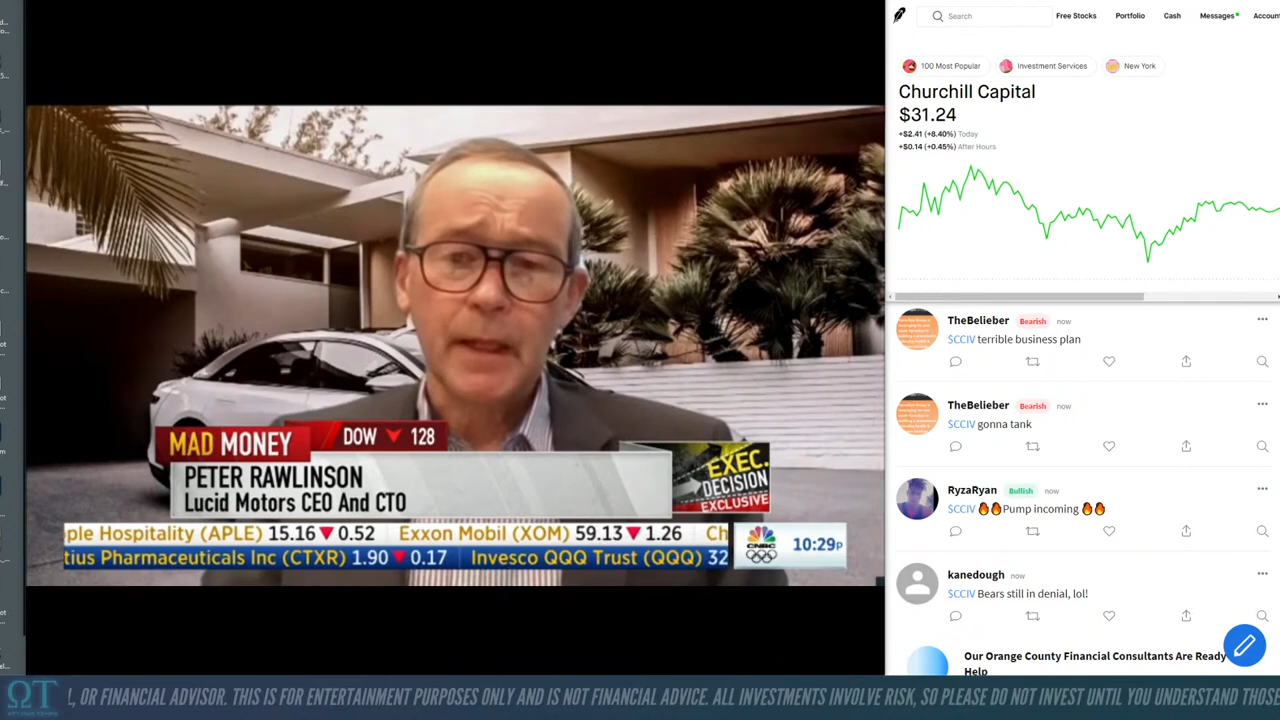 MAD MONEY
DOW ▼ 128
PETER RAWLINSON
Lucid Motors CEO And CTO
EXEC.
DECISION
EXCLUSIVE
ple Hospitality (APLE) 15.16 ▼ 0.52 Exxon Mobil (XOM) 59.13 ▼ 1.26 Ch
tius Pharmaceuticals Inc (CTXR) 1.90 ▼ 0.17 Invesco QQQ Trust (QQQ) 32
CNBC
10:29P
Search
Free Stocks
Portfolio
Cash
Messages
Accoun
100 Most Popular
Investment Services
New York
Churchill Capital
$31.24
+$2.41 (+8.40%) Today
+$0.14 (+0.45%) After Hours
TheBelieber Bearish now
$CCIV terrible business plan
TheBelieber Bearish now
$CCIV gonna tank
RyzaRyan Bullish now
$CCIV 🔥🔥Pump incoming 🔥🔥
kanedough now
$CCIV Bears still in denial, lol!
Our Orange County Financial Consultants Are Ready
Help
ΩT
, OR FINANCIAL ADVISOR. THIS IS FOR ENTERTAINMENT PURPOSES ONLY AND IS NOT FINANCIAL ADVICE. ALL INVESTMENTS INVOLVE RISK, SO PLEASE DO NOT INVEST UNTIL YOU UNDERSTAND THOSE